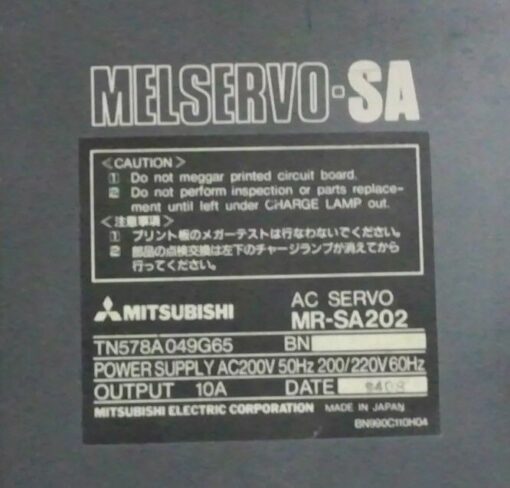 MELSERVO-SA
<CAUTION>
1 Do not meggar printed circuit board.
2 Do not perform inspection or parts replace-
ment until left under CHARGE LAMP out.
<注意事項>
1 プリント板のメガーテストは行なわないでください。
2 部品の点検交換は左下のチャージランプが消えてから
行ってください。
MITSUBISHI AC SERVO
MR-SA202
TN578A049G65 BN
POWER SUPPLY AC200V 50Hz 200/220V 60Hz
OUTPUT 10A DATE
MITSUBISHI ELECTRIC CORPORATION MADE IN JAPAN
BN990C110H04